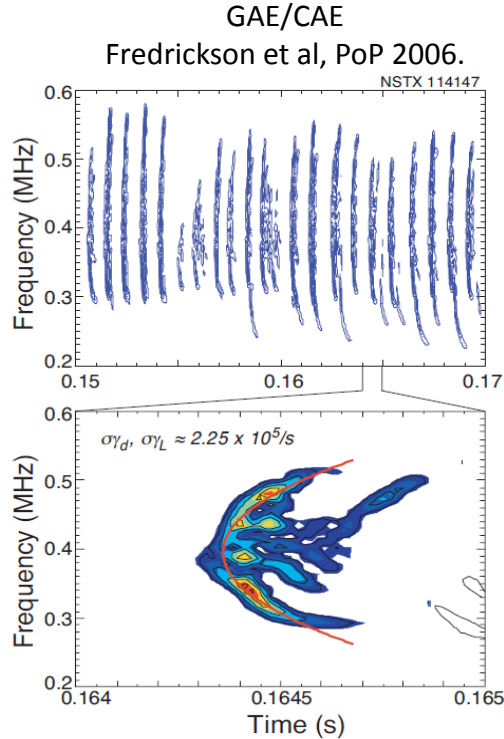 GAE/CAE
Fredrickson et al, PoP 2006.
NSTX 114147
0.6
0.5
0.4
0.3
0.2
Frequency (MHz)
0.15 0.16 0.17
0.6
0.5
0.4
0.3
0.2
Frequency (MHz)
σγd, σγL ≈ 2.25 x 10⁵/s
0.164 0.1645 0.165
Time (s)